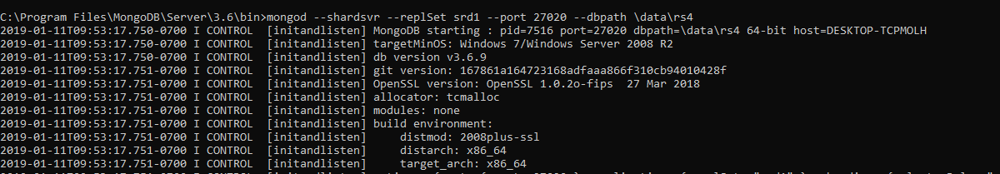 C:\Program Files\MongoDB\Server\3.6\bin>mongod --shardsvr --replSet srd1 --port 27020 --dbpath \data\rs4
2019-01-11T09:53:17.750-0700 I CONTROL  [initandlisten] MongoDB starting : pid=7516 port=27020 dbpath=\data\rs4 64-bit host=DESKTOP-TCPMOLH
2019-01-11T09:53:17.750-0700 I CONTROL  [initandlisten] targetMinOS: Windows 7/Windows Server 2008 R2
2019-01-11T09:53:17.751-0700 I CONTROL  [initandlisten] db version v3.6.9
2019-01-11T09:53:17.751-0700 I CONTROL  [initandlisten] git version: 167861a164723168adfaaa866f310cb94010428f
2019-01-11T09:53:17.751-0700 I CONTROL  [initandlisten] OpenSSL version: OpenSSL 1.0.2o-fips  27 Mar 2018
2019-01-11T09:53:17.751-0700 I CONTROL  [initandlisten] allocator: tcmalloc
2019-01-11T09:53:17.751-0700 I CONTROL  [initandlisten] modules: none
2019-01-11T09:53:17.751-0700 I CONTROL  [initandlisten] build environment:
2019-01-11T09:53:17.751-0700 I CONTROL  [initandlisten]     distmod: 2008plus-ssl
2019-01-11T09:53:17.751-0700 I CONTROL  [initandlisten]     distarch: x86_64
2019-01-11T09:53:17.751-0700 I CONTROL  [initandlisten]     target_arch: x86_64